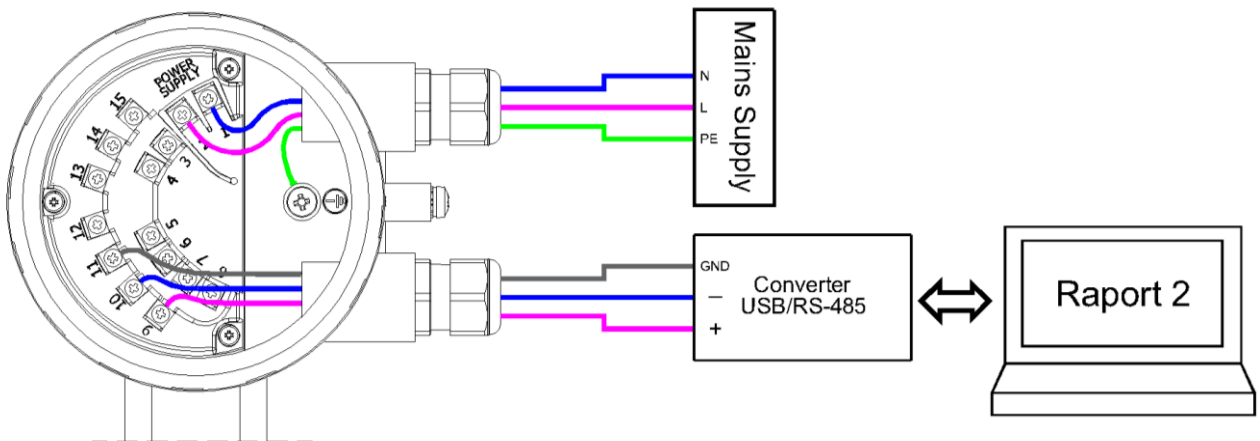 POWER
SUPPLY
15
14
13
12
11
10
9
1
3
4
5
6
7
8
N
L
PE
Mains Supply
GND
–
+
Converter
USB/RS-485
Raport 2